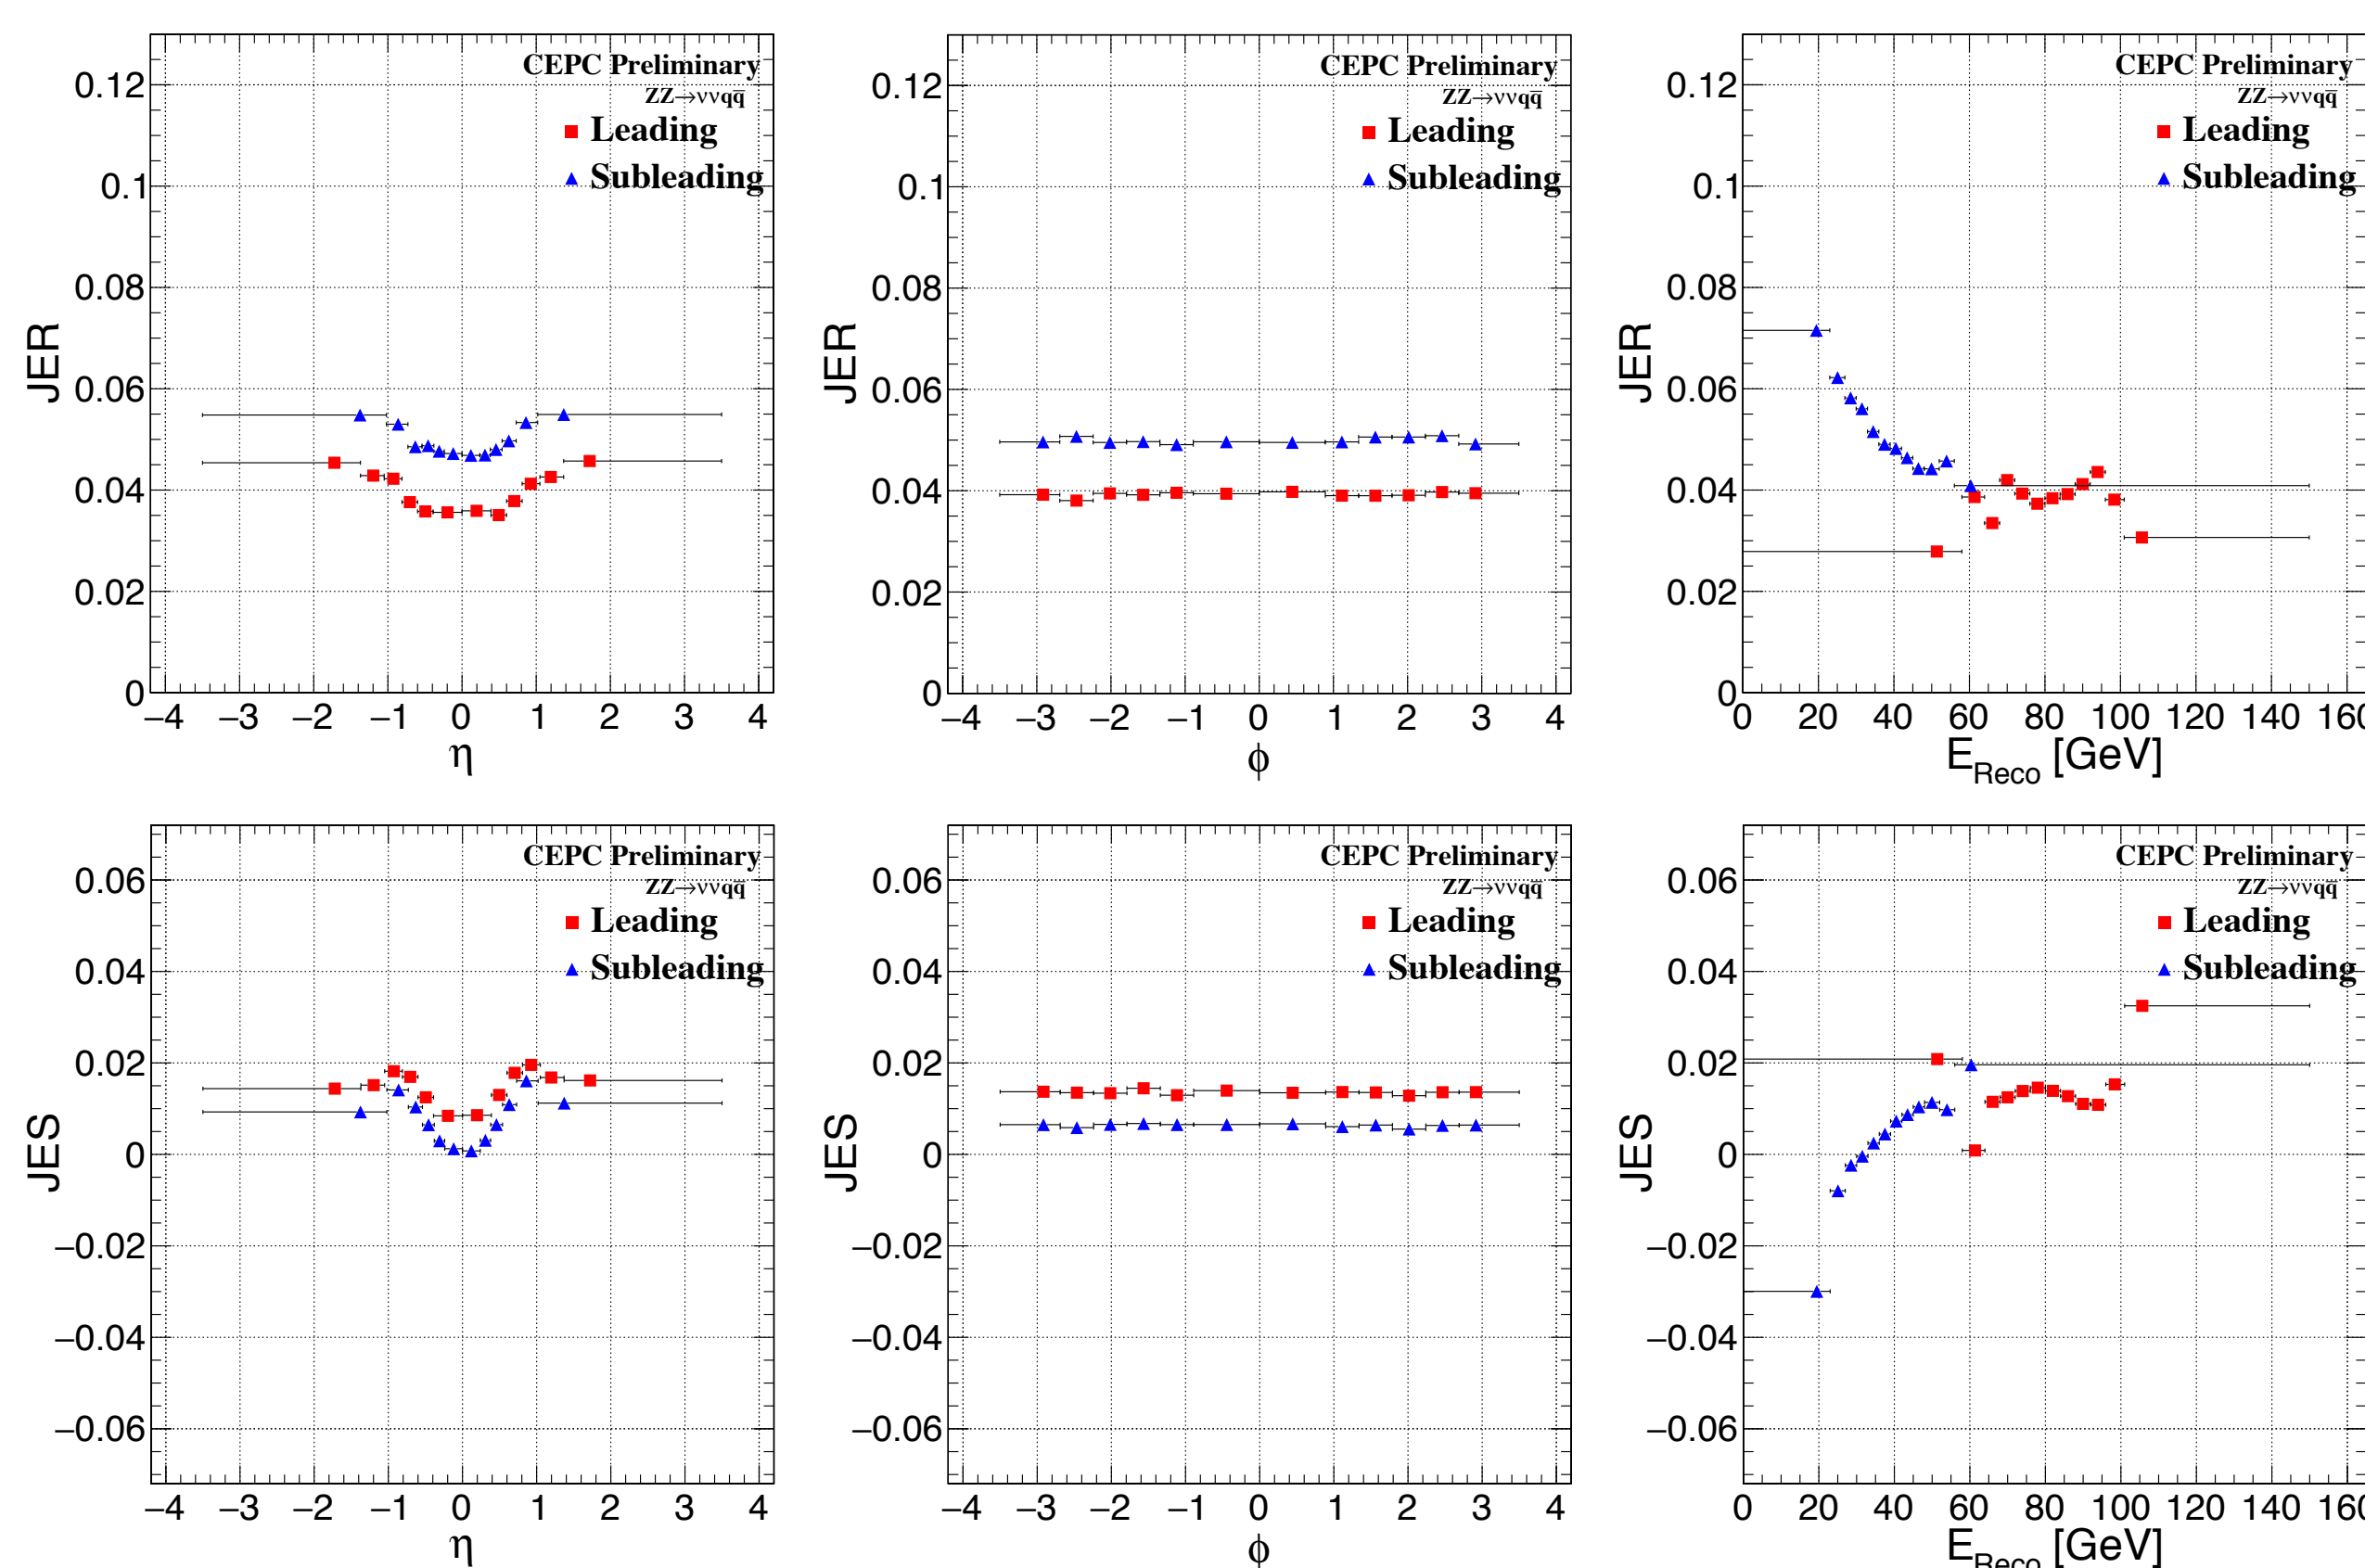 CEPC Preliminary
ZZ→ννqq̄
Leading
Subleading
0.12
0.1
0.08
0.06
0.04
0.02
0
JER
−4 −3 −2 −1 0 1 2 3 4
η
CEPC Preliminary
ZZ→ννqq̄
Leading
Subleading
0.12
0.1
0.08
0.06
0.04
0.02
0
JER
−4 −3 −2 −1 0 1 2 3 4
ϕ
CEPC Preliminary
ZZ→ννqq̄
Leading
Subleading
0.12
0.1
0.08
0.06
0.04
0.02
0
JER
0 20 40 60 80 100 120 140 160
E_Reco [GeV]
CEPC Preliminary
ZZ→ννqq̄
Leading
Subleading
0.06
0.04
0.02
0
−0.02
−0.04
−0.06
JES
−4 −3 −2 −1 0 1 2 3 4
η
CEPC Preliminary
ZZ→ννqq̄
Leading
Subleading
0.06
0.04
0.02
0
−0.02
−0.04
−0.06
JES
−4 −3 −2 −1 0 1 2 3 4
ϕ
CEPC Preliminary
ZZ→ννqq̄
Leading
Subleading
0.06
0.04
0.02
0
−0.02
−0.04
−0.06
JES
0 20 40 60 80 100 120 140 160
E_Reco [GeV]